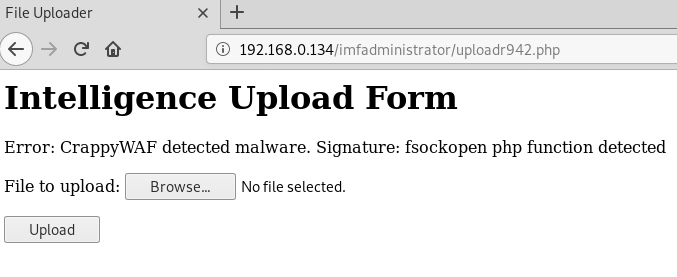 File Uploader
192.168.0.134/imfadministrator/uploadr942.php
Intelligence Upload Form
Error: CrappyWAF detected malware. Signature: fsockopen php function detected
File to upload: Browse... No file selected.
Upload